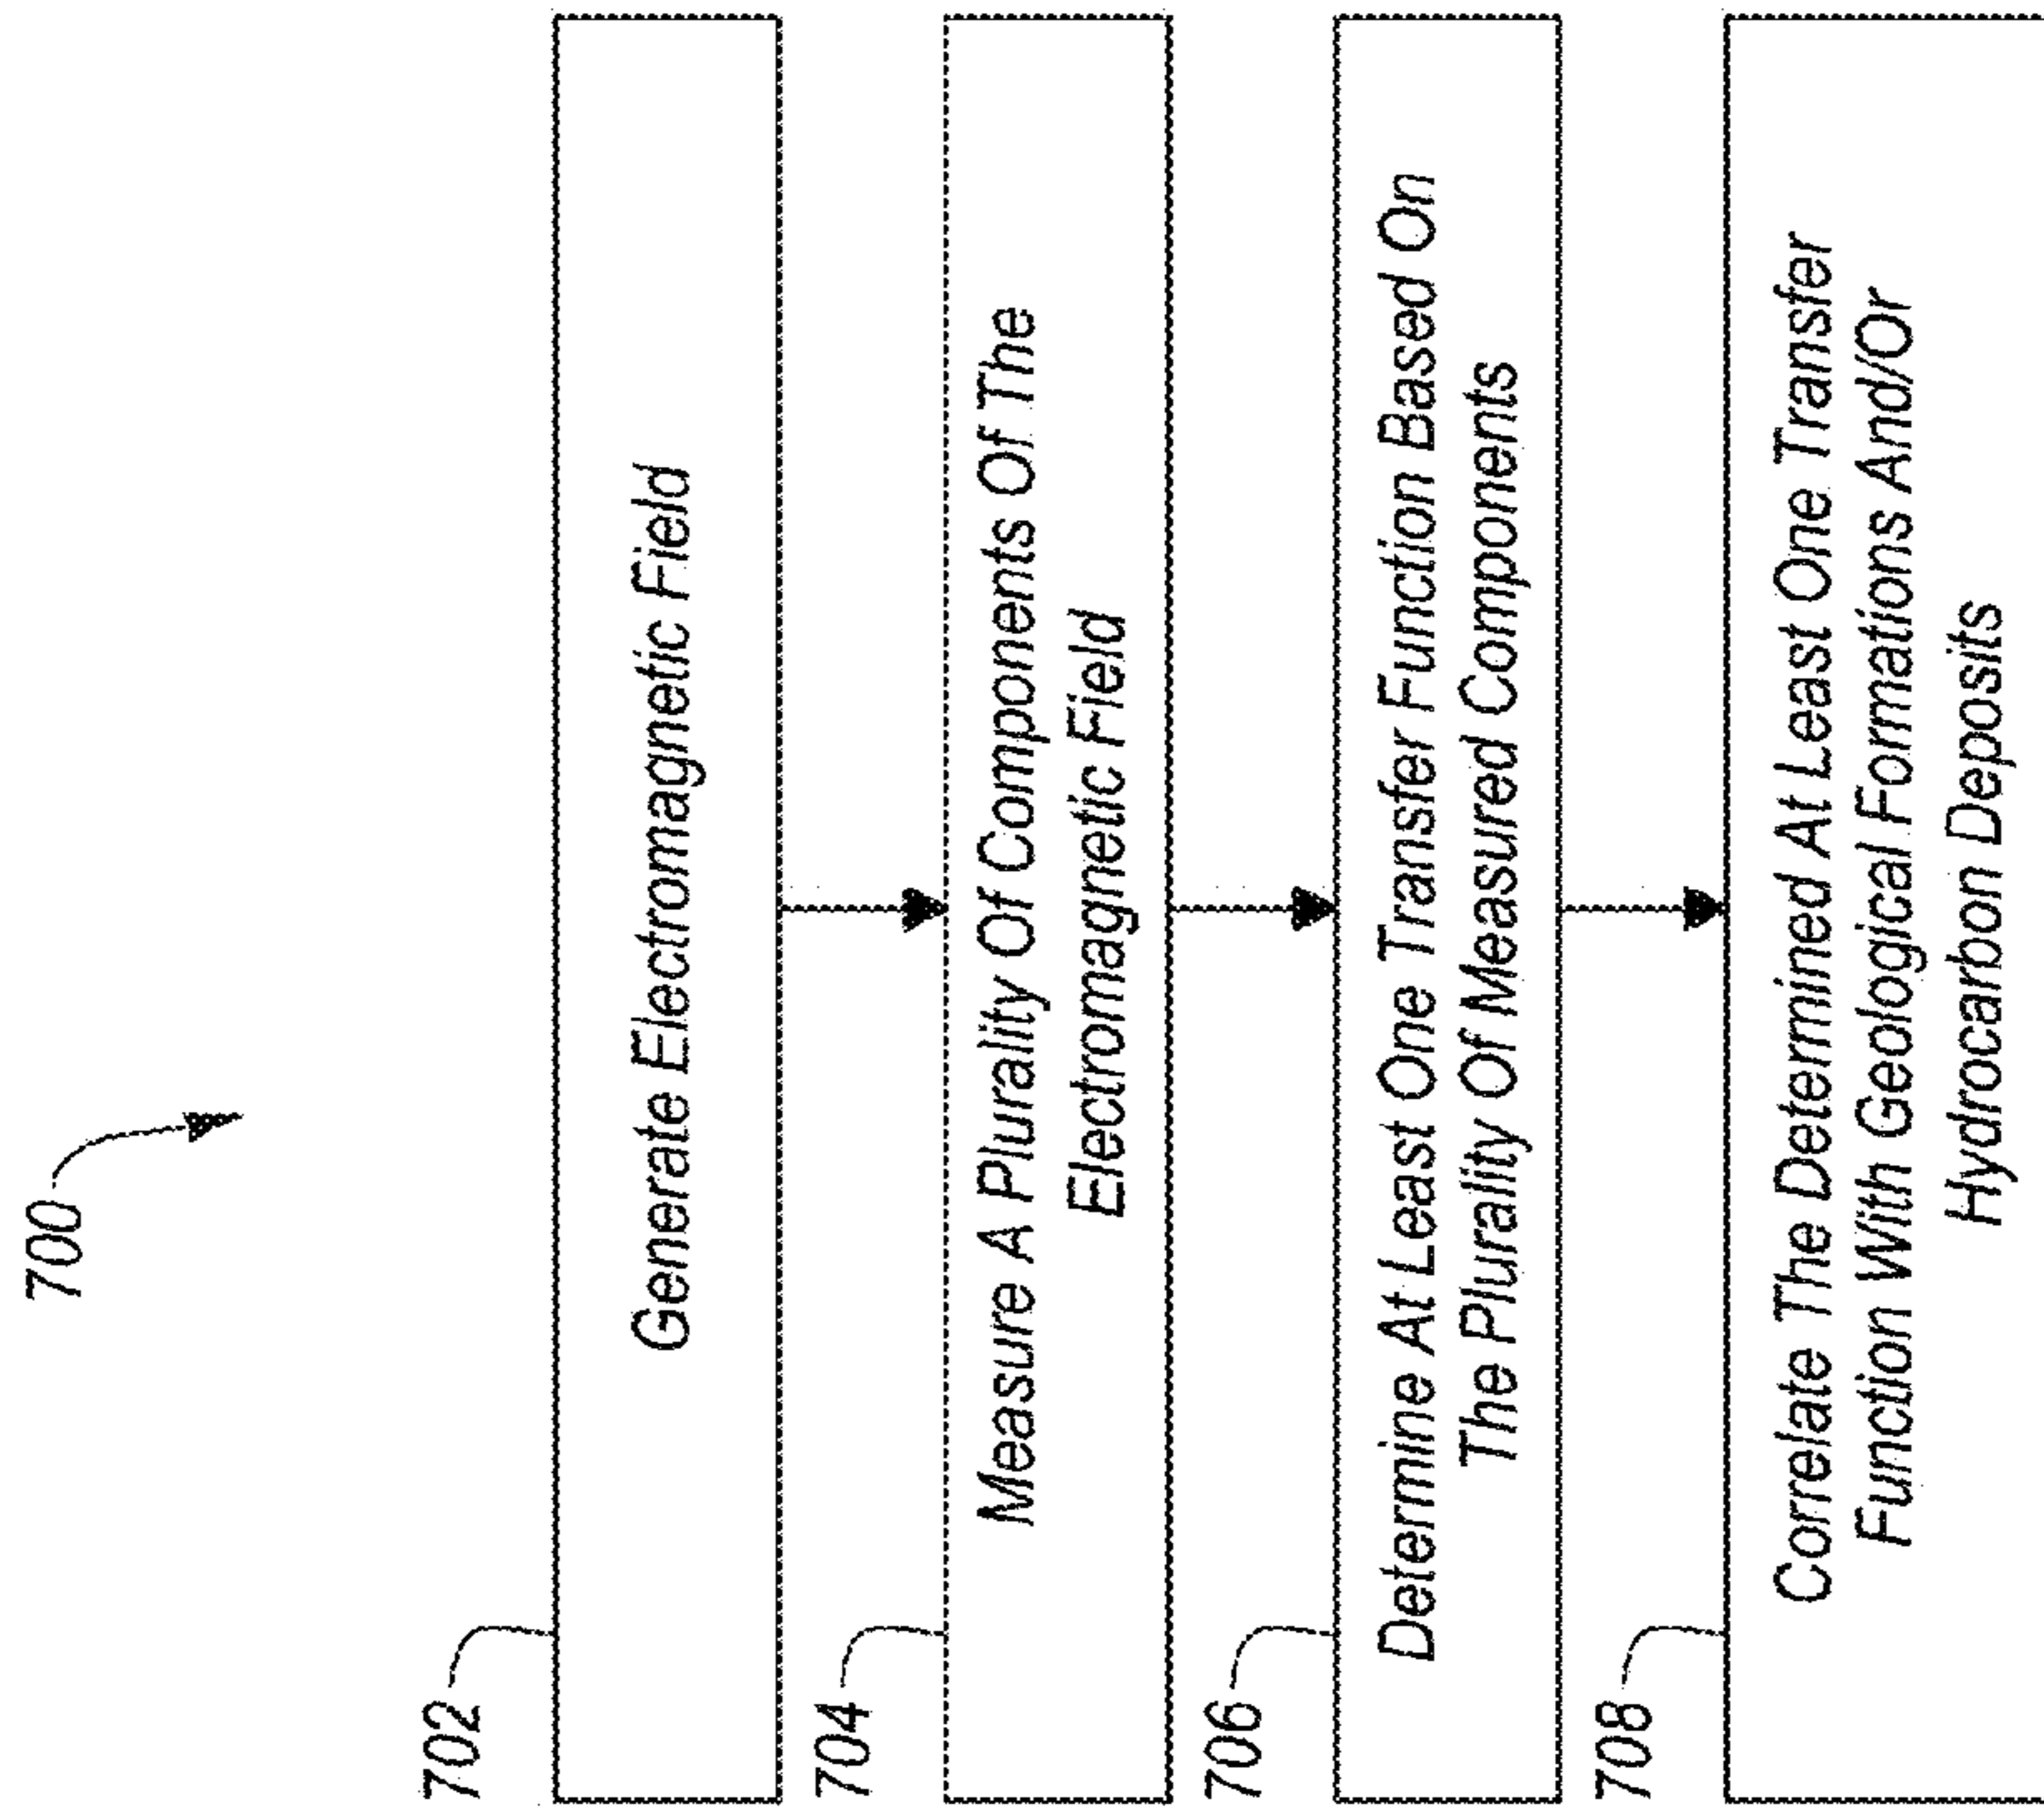 700
702
Generate Electromagnetic Field
704
Measure A Plurality Of Components Of The
Electromagnetic Field
706
Determine At Least One Transfer Function Based On
The Plurality Of Measured Components
708
Correlate The Determined At Least One Transfer
Function With Geological Formations And/Or
Hydrocarbon Deposits